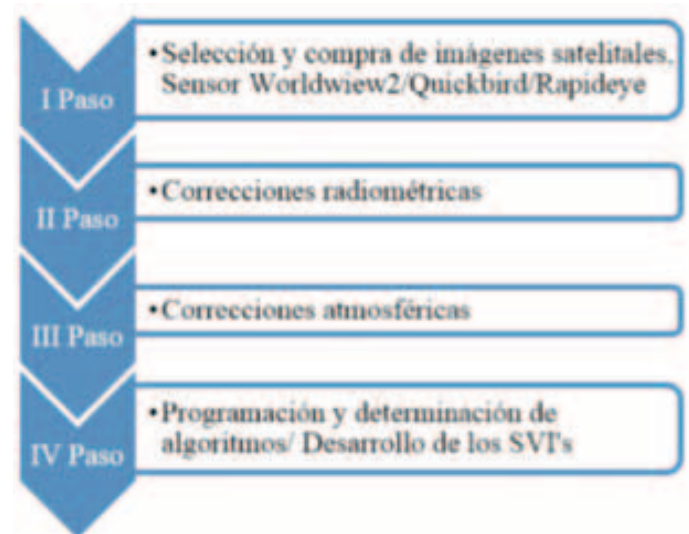 I Paso
•Selección y compra de imágenes satelitales,
Sensor Worldwiew2/Quickbird/Rapideye
II Paso
•Correcciones radiométricas
III Paso
•Correcciones atmosféricas
IV Paso
•Programación y determinación de
algoritmos/ Desarrollo de los SVI's